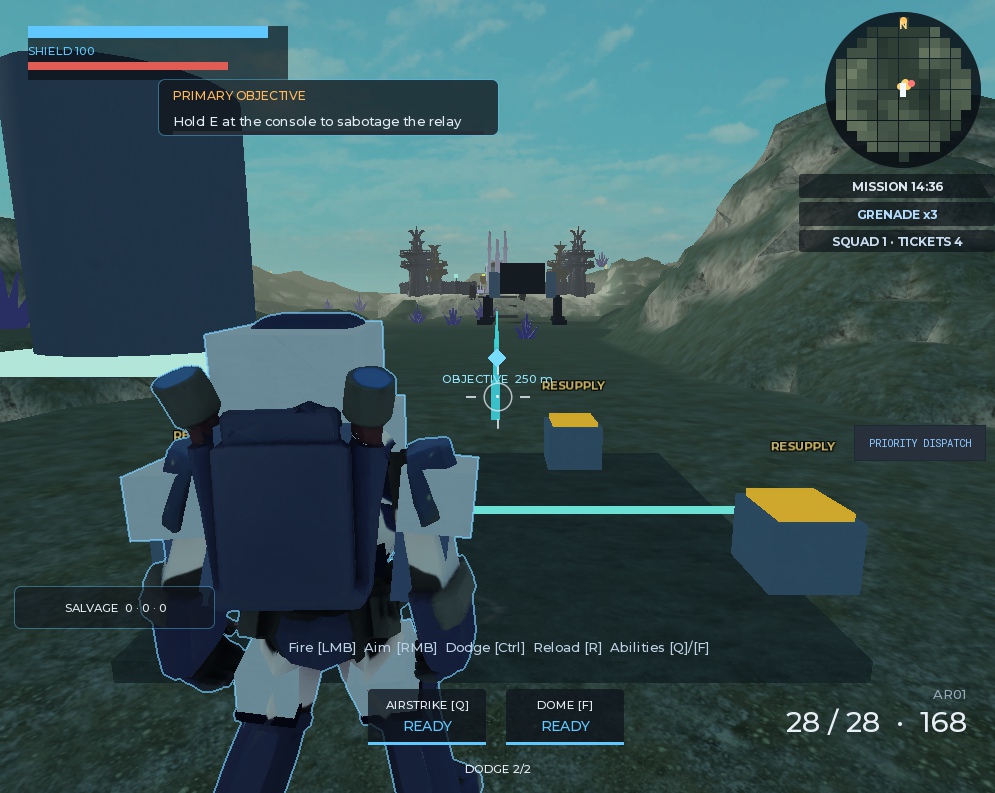 SHIELD 100
PRIMARY OBJECTIVE
Hold E at the console to sabotage the relay
N
MISSION 14:36
GRENADE x3
SQUAD 1 · TICKETS 4
OBJECTIVE 250 m
RESUPPLY
RE
RESUPPLY
PRIORITY DISPATCH
SALVAGE 0 · 0 · 0
Fire [LMB] Aim [RMB] Dodge [Ctrl] Reload [R] Abilities [Q]/[F]
AIRSTRIKE [Q]
READY
DOME [F]
READY
AR01
28 / 28 · 168
DODGE 2/2